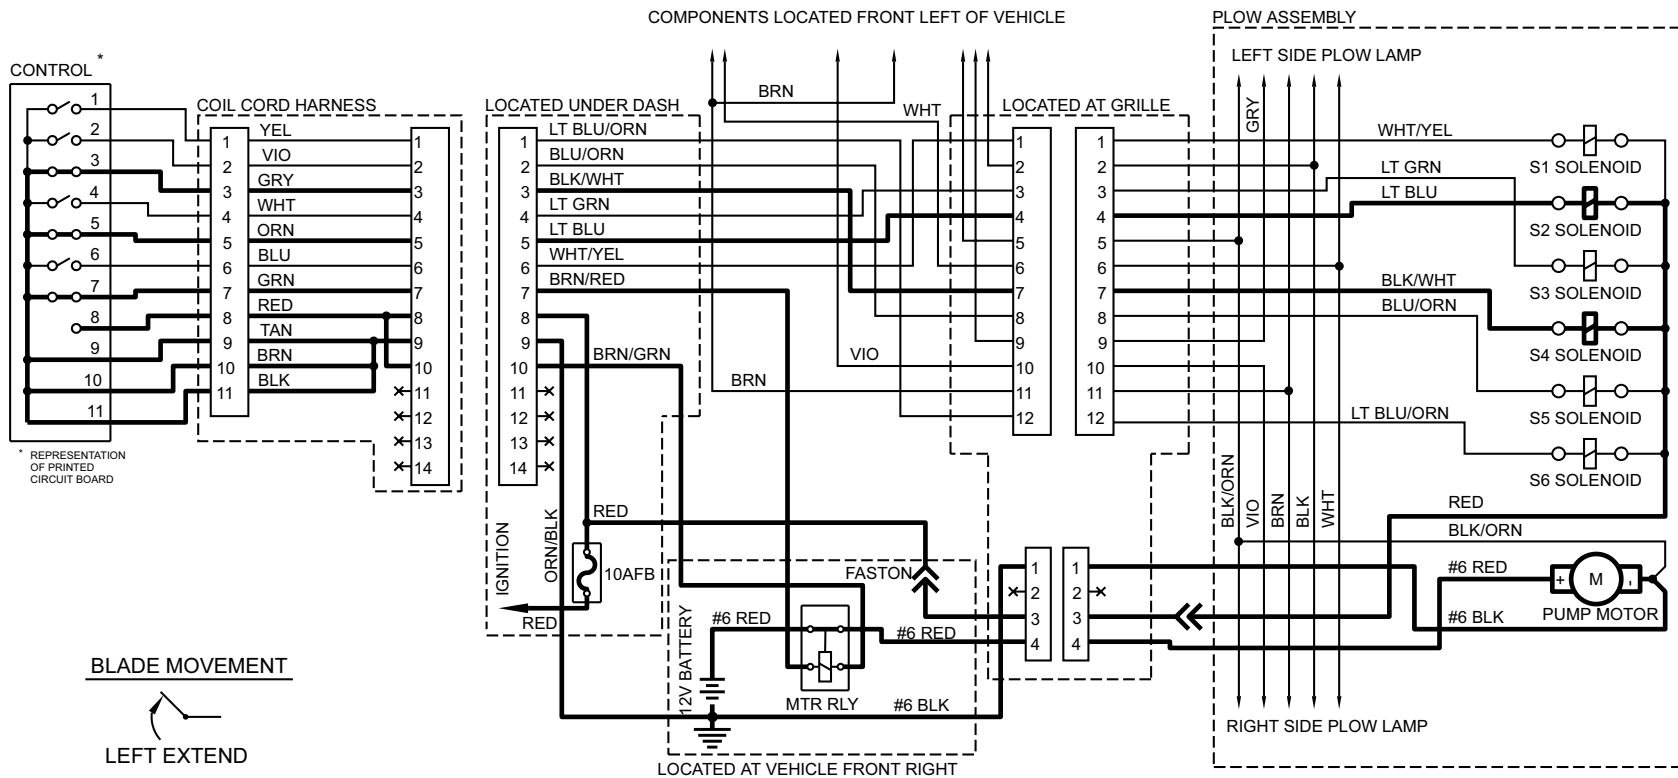 COMPONENTS LOCATED FRONT LEFT OF VEHICLE
PLOW ASSEMBLY
CONTROL *
COIL CORD HARNESS
LOCATED UNDER DASH
LOCATED AT GRILLE
LEFT SIDE PLOW LAMP
1
2
3
4
5
6
7
8
9
10
11
* REPRESENTATION
OF PRINTED
CIRCUIT BOARD
1 YEL 1
2 VIO 2
3 GRY 3
4 WHT 4
5 ORN 5
6 BLU 6
7 GRN 7
8 RED 8
9 TAN 9
10 BRN 10
11 BLK 11
12
13
14
1 LT BLU/ORN
2 BLU/ORN
3 BLK/WHT
4 LT GRN
5 LT BLU
6 WHT/YEL
7 BRN/RED
8
9
10 BRN/GRN
11
12
13
14
BRN
WHT
VIO
BRN
1 1
2 2
3 3
4 4
5 5
6 6
7 7
8 8
9 9
10 10
11 11
12 12
GRY
WHT/YEL
S1 SOLENOID
LT GRN
LT BLU
S2 SOLENOID
S3 SOLENOID
BLK/WHT
BLU/ORN
S4 SOLENOID
S5 SOLENOID
LT BLU/ORN
S6 SOLENOID
BLK/ORN
VIO
BRN
BLK
WHT
RED
BLK/ORN
#6 RED
+ M -
PUMP MOTOR
#6 BLK
RIGHT SIDE PLOW LAMP
IGNITION
ORN/BLK
RED
10AFB
RED
FASTON
1 1
2 2
3 3
4 4
12V BATTERY
#6 RED
#6 RED
MTR RLY
#6 BLK
LOCATED AT VEHICLE FRONT RIGHT
BLADE MOVEMENT
LEFT EXTEND